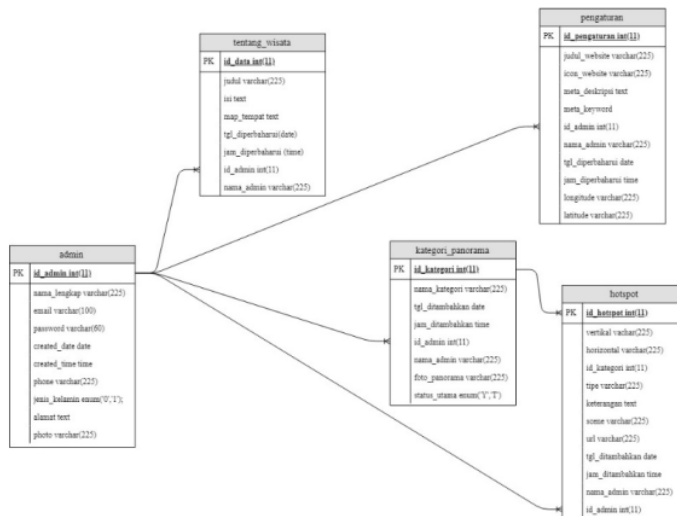 tentang_wisata
PK id_data int(11)
judul varchar(225)
isi text
map_tempat text
tgl_diperbaharui(date)
jam_diperbaharui (time)
id_admin int(11)
nama_admin varchar(225)
pengaturan
PK id_pengaturan int(11)
judul_website varchar(225)
icon_website varchar(225)
meta_deskripsi text
meta_keyword
id_admin int(11)
nama_admin varchar(225)
tgl_diperbaharui date
jam_diperbaharui time
longitude varchar(225)
latitude varchar(225)
admin
PK id_admin int(11)
nama_lengkap varchar(225)
email varchar(100)
password varchar(60)
created_date date
created_time time
phone varchar(225)
jenis_kelamin enum('0','1');
alamat text
photo varchar(225)
kategori_panorama
PK id_kategori int(11)
nama_kategori varchar(225)
tgl_ditambahkan date
jam_ditambahkan time
id_admin int(11)
nama_admin varchar(225)
foto_panorama varchar(225)
status_utama
hotspot
PK id_hotspot int(11)
vertikal vachar(225)
horizontal varchar(225)
id_kategori int(11)
tipe varchar(225)
keterangan text
scene varchar(225)
url varchar(225)
tgl_ditambahkan date
jam_ditambahkan time
nama_admin varchar(225)
id_admin int(11)